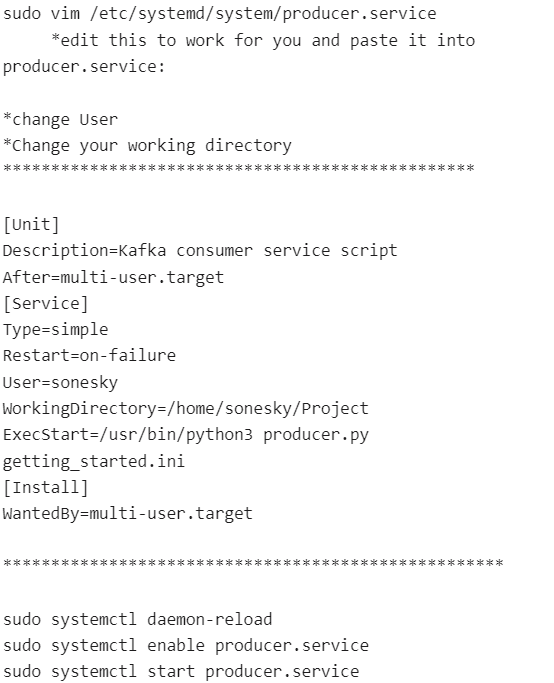 sudo vim /etc/systemd/system/producer.service
     *edit this to work for you and paste it into
producer.service:

*change User
*Change your working directory
*************************************************

[Unit]
Description=Kafka consumer service script
After=multi-user.target
[Service]
Type=simple
Restart=on-failure
User=sonesky
WorkingDirectory=/home/sonesky/Project
ExecStart=/usr/bin/python3 producer.py
getting_started.ini
[Install]
WantedBy=multi-user.target

****************************************************

sudo systemctl daemon-reload
sudo systemctl enable producer.service
sudo systemctl start producer.service